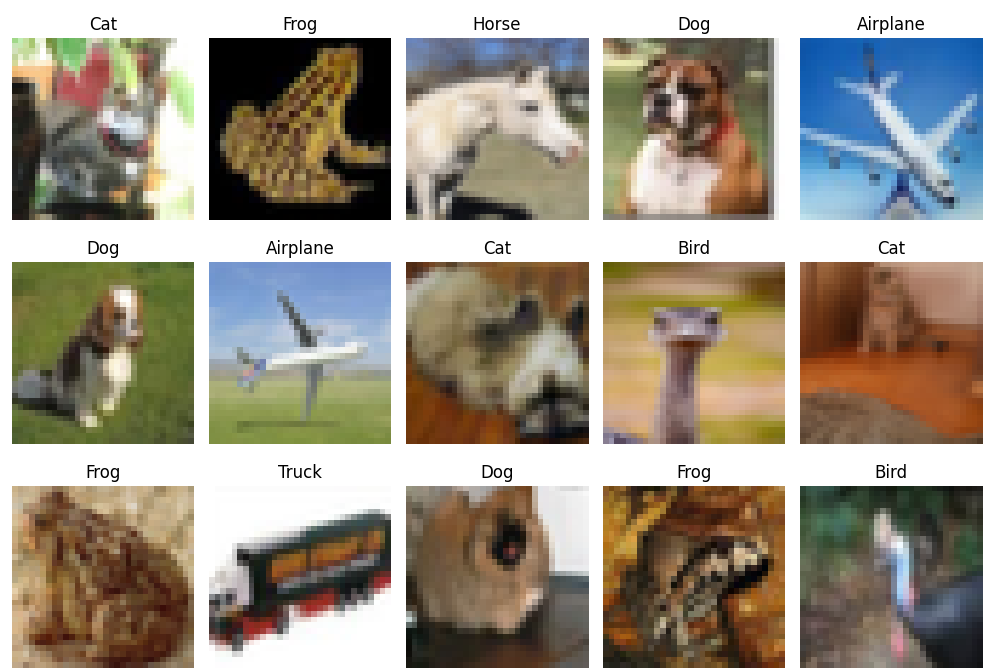 Cat Frog Horse Dog Airplane
Dog Airplane Cat Bird Cat
Frog Truck Dog Frog Bird